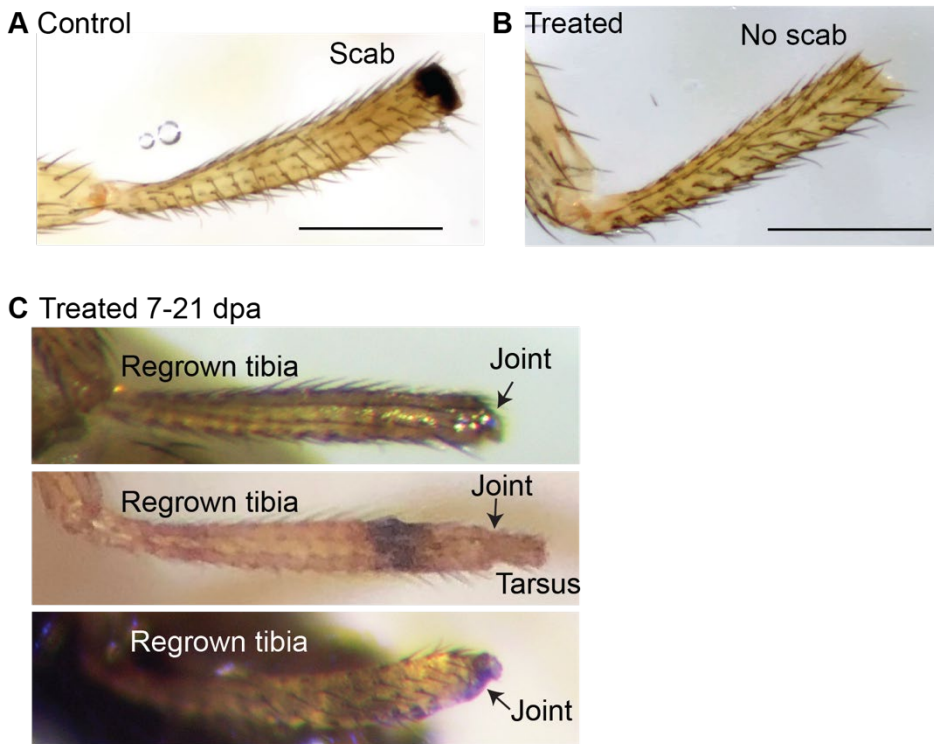 A Control
Scab
B Treated
No scab
C Treated 7-21 dpa
Regrown tibia
Joint
Regrown tibia
Joint
Tarsus
Regrown tibia
Joint